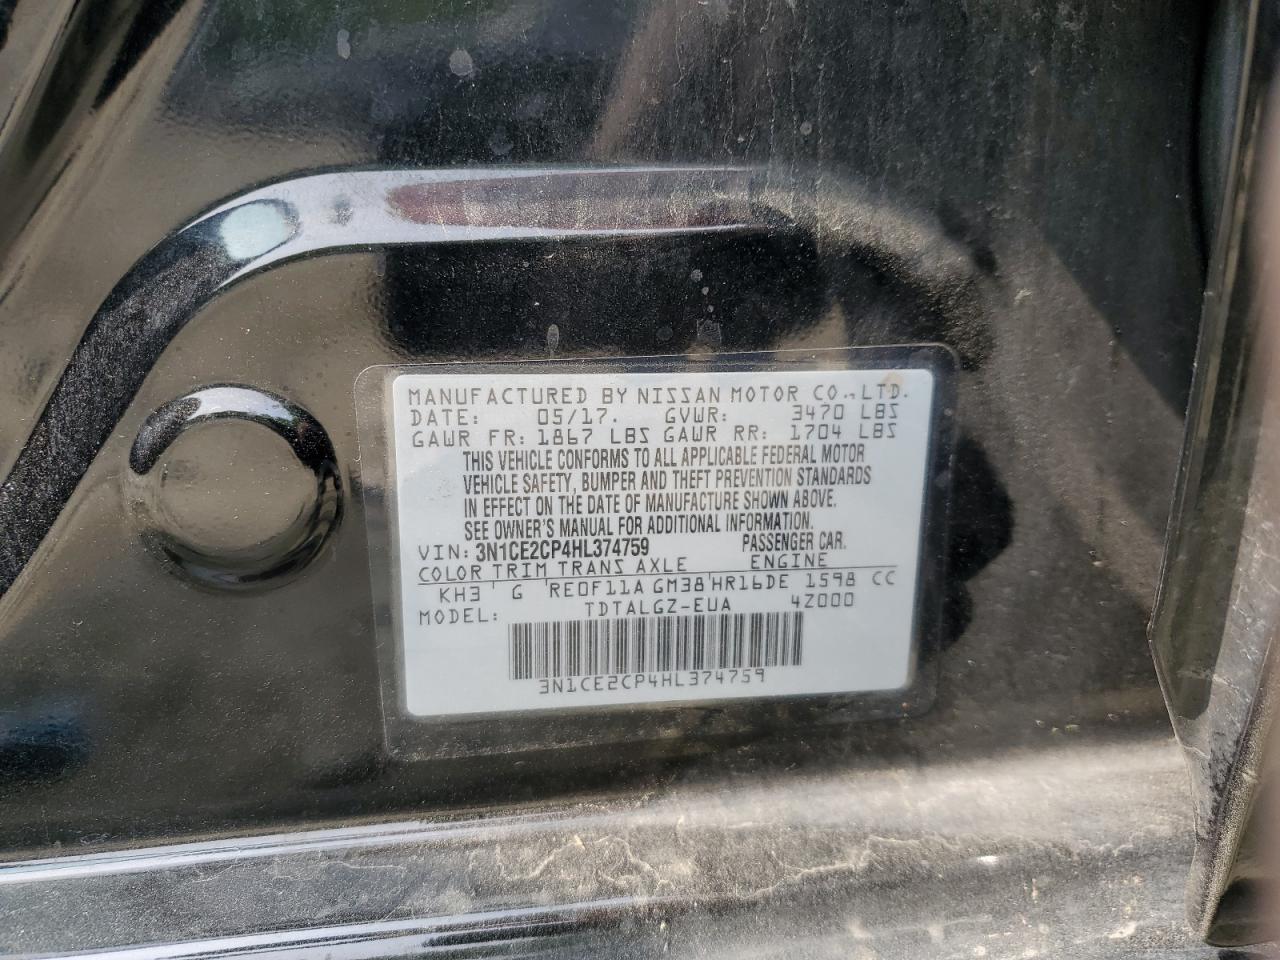 MANUFACTURED BY NISSAN MOTOR CO.,LTD.
DATE: 05/17. GVWR: 3470 LBS
GAWR FR: 1867 LBS GAWR RR: 1704 LBS
THIS VEHICLE CONFORMS TO ALL APPLICABLE FEDERAL MOTOR
VEHICLE SAFETY, BUMPER AND THEFT PREVENTION STANDARDS
IN EFFECT ON THE DATE OF MANUFACTURE SHOWN ABOVE.
SEE OWNER'S MANUAL FOR ADDITIONAL INFORMATION.
VIN: 3N1CE2CP4HL374759 PASSENGER CAR.
COLOR TRIM TRANS AXLE ENGINE
KH3 G RE0F11A GM38 HR16DE 1598 CC
MODEL: TDTALGZ-EUA 4Z000
3N1CE2CP4HL374759